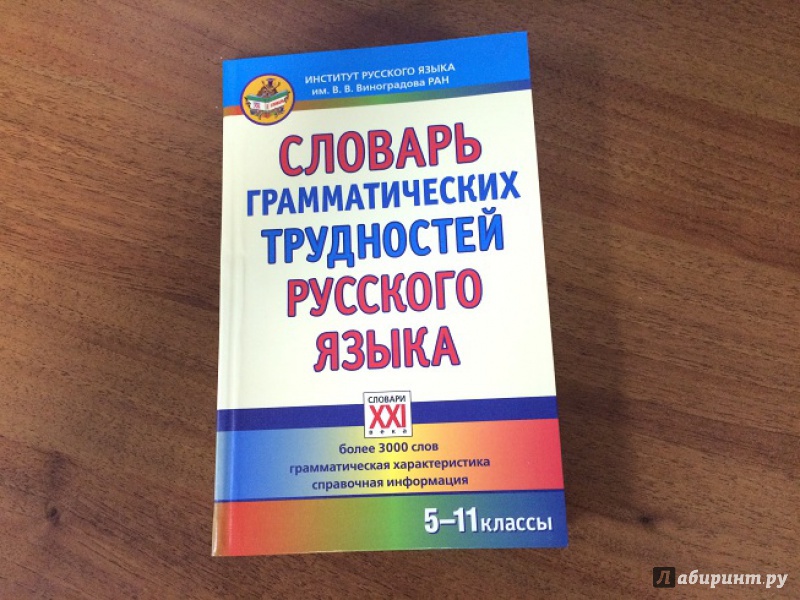 ИНСТИТУТ РУССКОГО ЯЗЫКА
им. В. В. Виноградова РАН
СЛОВАРЬ
ГРАММАТИЧЕСКИХ
ТРУДНОСТЕЙ
РУССКОГО
ЯЗЫКА
СЛОВАРИ
XXI
века
более 3000 слов
грамматическая характеристика
справочная информация
5–11 классы
Лабиринт.ру